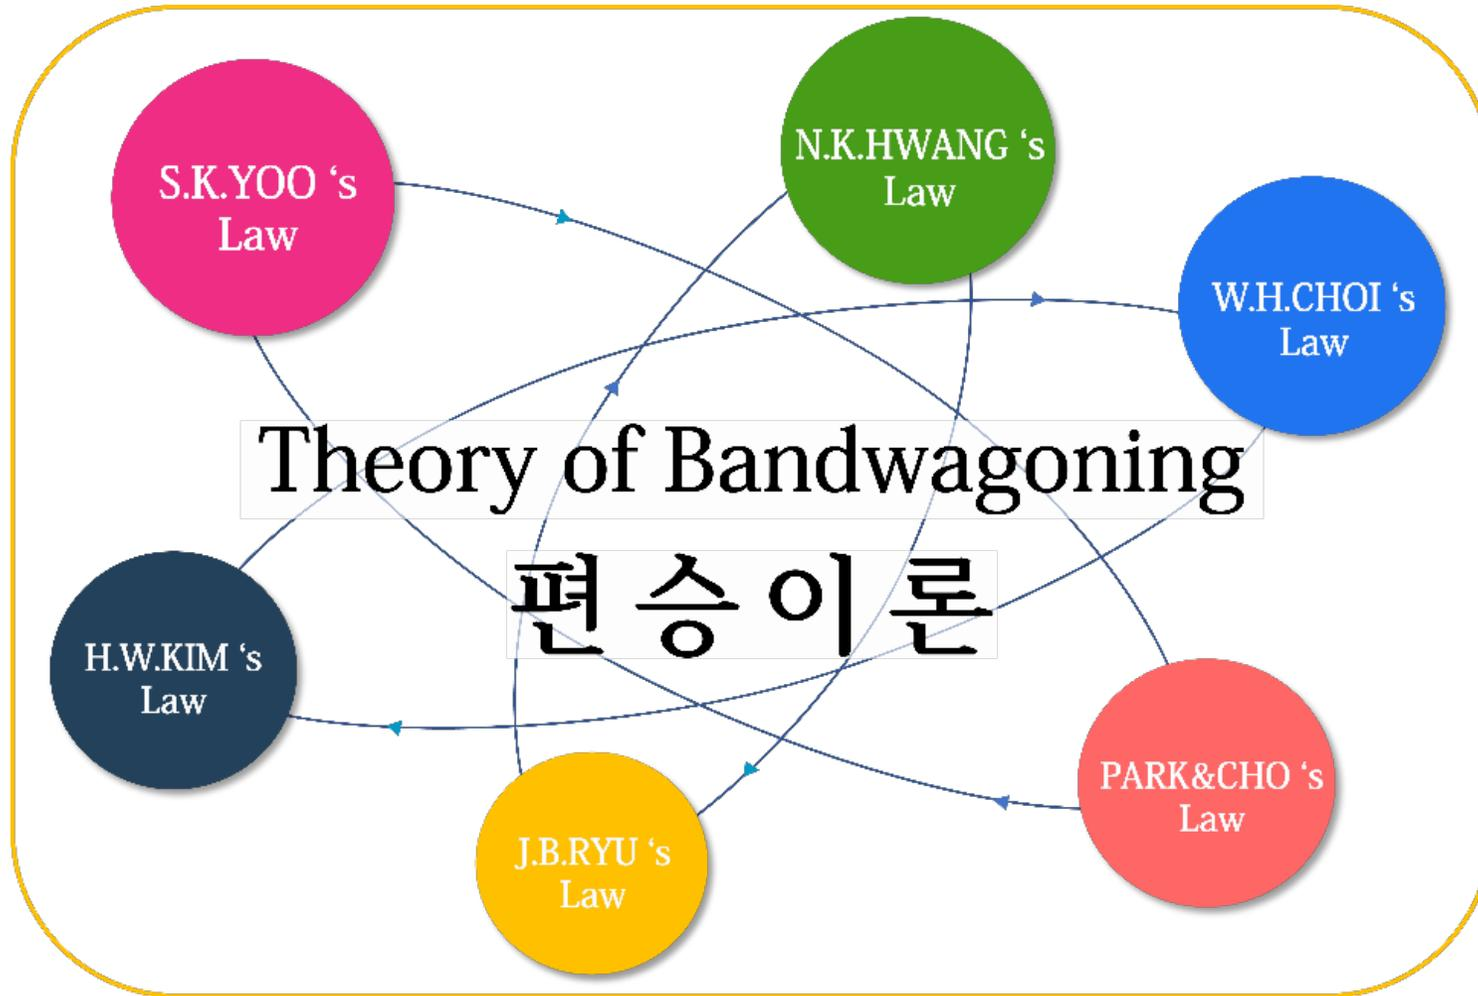 S.K.YOO ‘s
Law
N.K.HWANG ‘s
Law
W.H.CHOI ‘s
Law
Theory of Bandwagoning
편승이론
H.W.KIM ‘s
Law
PARK&CHO ‘s
Law
J.B.RYU ‘s
Law